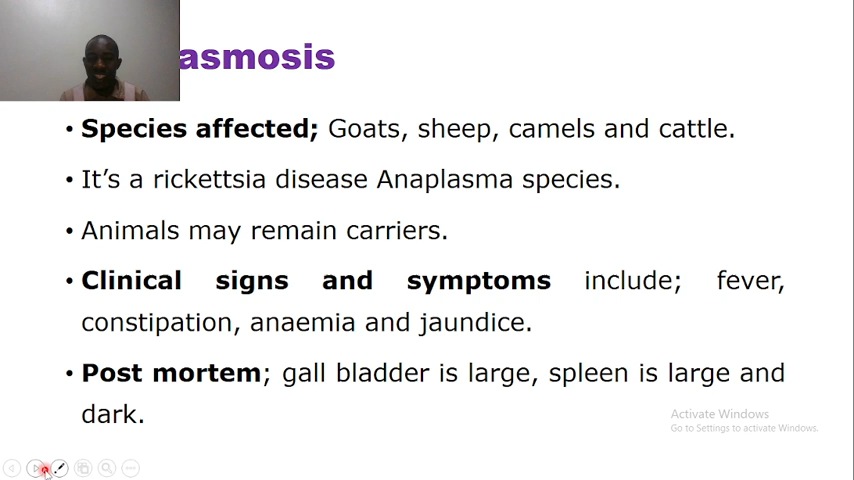 asmosis
• Species affected; Goats, sheep, camels and cattle.
• It's a rickettsia disease Anaplasma species.
• Animals may remain carriers.
• Clinical signs and symptoms include; fever,
constipation, anaemia and jaundice.
• Post mortem; gall bladder is large, spleen is large and
dark.
Activate Windows
Go to Settings to activate Windows.